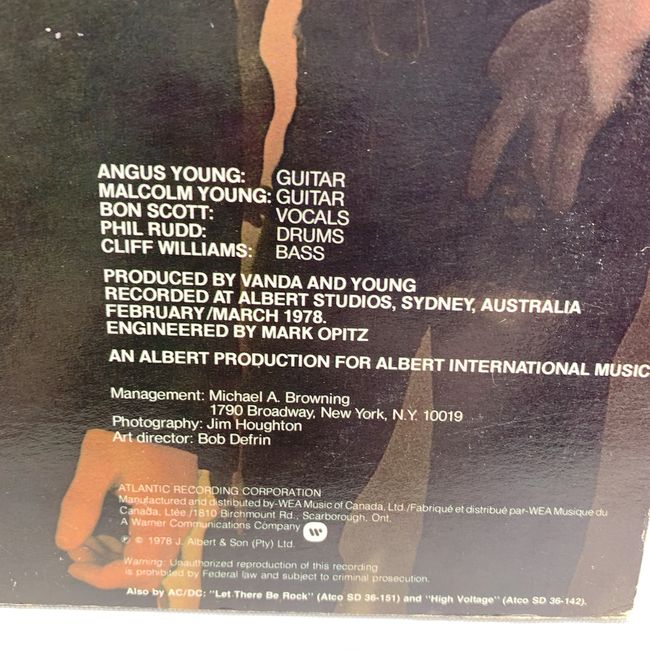 ANGUS YOUNG: GUITAR
MALCOLM YOUNG: GUITAR
BON SCOTT: VOCALS
PHIL RUDD: DRUMS
CLIFF WILLIAMS: BASS
PRODUCED BY VANDA AND YOUNG
RECORDED AT ALBERT STUDIOS, SYDNEY, AUSTRALIA
FEBRUARY/MARCH 1978.
ENGINEERED BY MARK OPITZ
AN ALBERT PRODUCTION FOR ALBERT INTERNATIONAL MUSIC
Management: Michael A. Browning
1790 Broadway, New York, N.Y. 10019
Photography: Jim Houghton
Art director: Bob Defrin
ATLANTIC RECORDING CORPORATION
Manufactured and distributed by-WEA Music of Canada, Ltd./Fabriqué et distribué par-WEA Musique du
Canada, Ltée./1810 Birchmount Rd., Scarborough, Ont.
A Warner Communications Company
℗ © 1978 J. Albert & Son (Pty) Ltd.
Warning: Unauthorized reproduction of this recording
is prohibited by Federal law and subject to criminal prosecution.
Also by AC/DC: "Let There Be Rock" (Atco SD 36-151) and "High Voltage" (Atco SD 36-142).